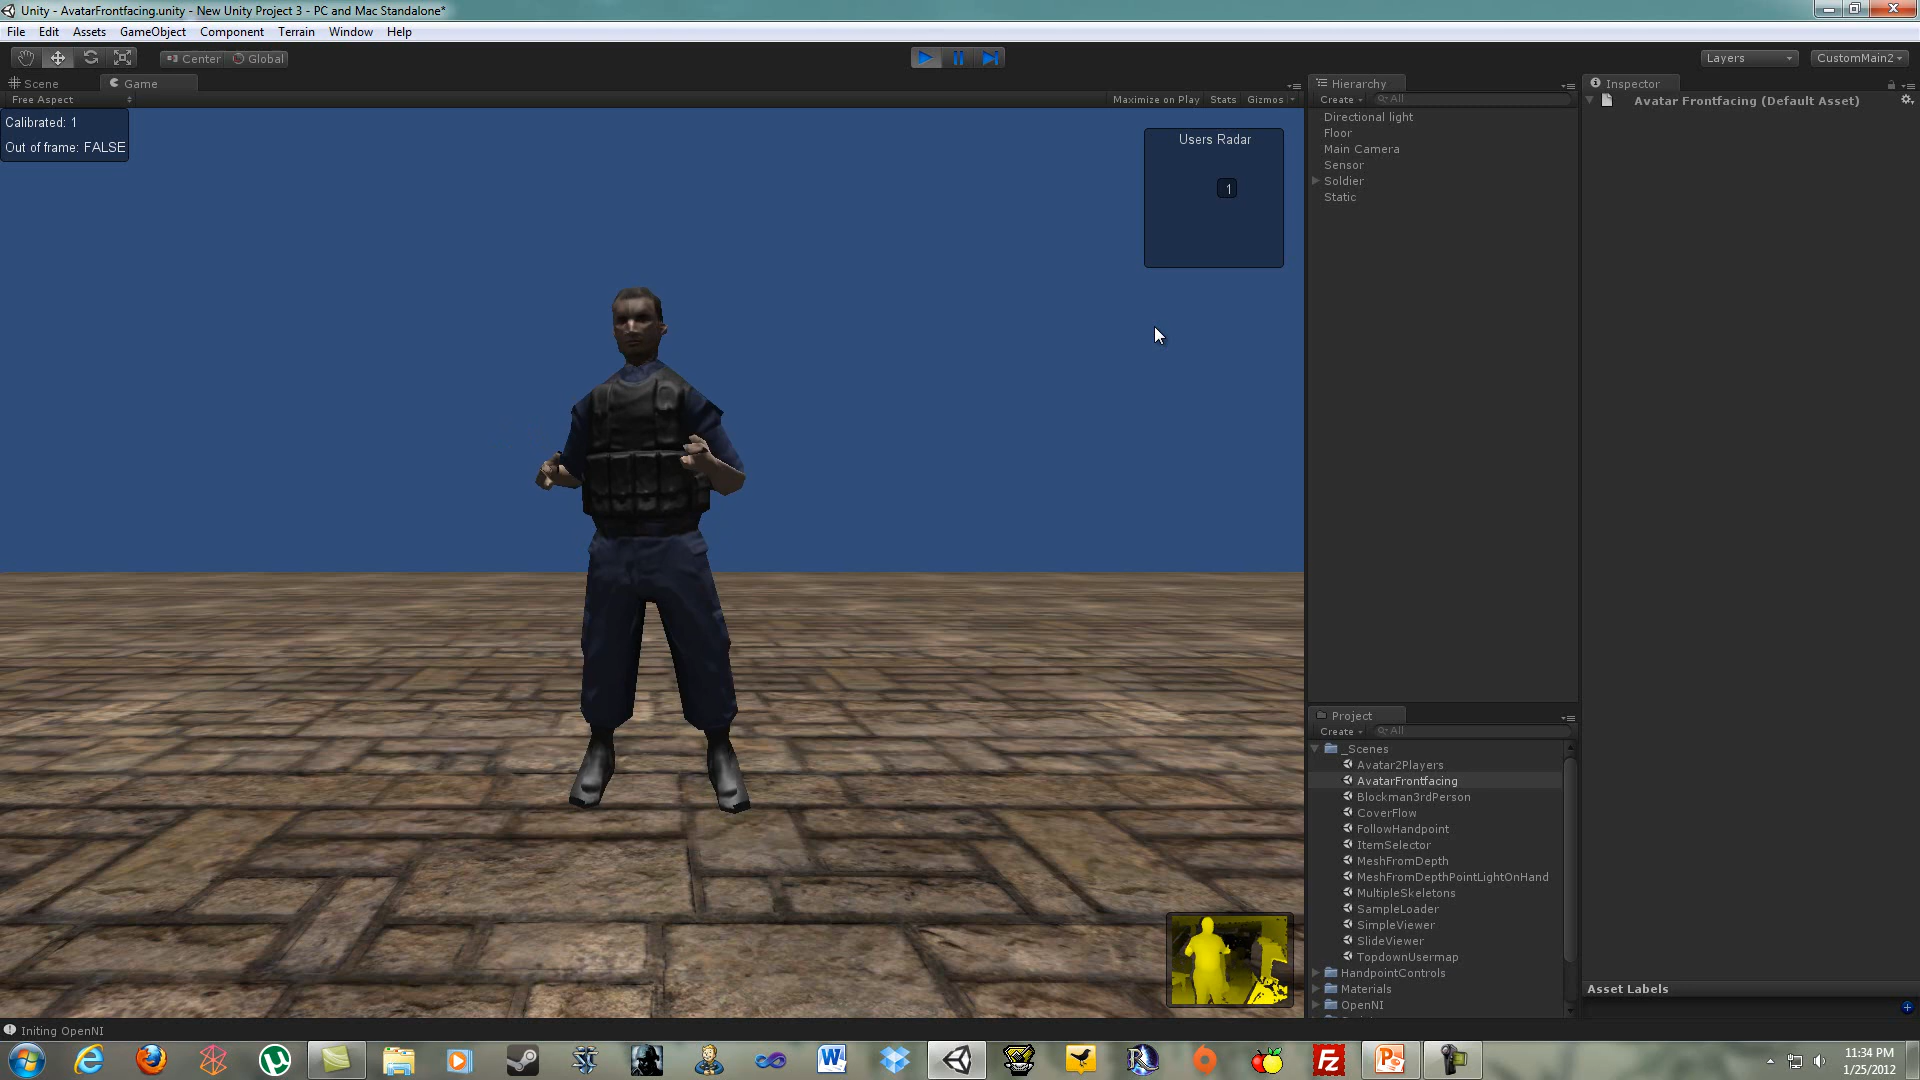 Unity - AvatarFrontfacing.unity - New Unity Project 3 - PC and Mac Standalone*
File Edit Assets GameObject Component Terrain Window Help
Center Global
Layers CustomMain2
Scene Game
Free Aspect
Maximize on Play Stats Gizmos
Calibrated: 1
Out of frame: FALSE
Users Radar
1
Hierarchy
Create All
Directional light
Floor
Main Camera
Sensor
Soldier
Static
Inspector
Avatar Frontfacing (Default Asset)
Project
Create All
_Scenes
Avatar2Players
AvatarFrontfacing
Blockman3rdPerson
CoverFlow
FollowHandpoint
ItemSelector
MeshFromDepth
MeshFromDepthPointLightOnHand
MultipleSkeletons
SampleLoader
SimpleViewer
SlideViewer
TopdownUsermap
HandpointControls
Materials
OpenNI
Asset Labels
Initing OpenNI
11:34 PM
1/25/2012